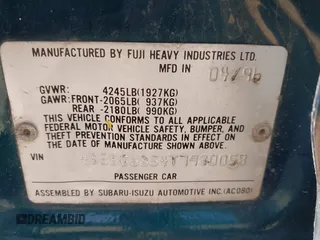 MANUFACTURED BY FUJI HEAVY INDUSTRIES LTD.
MFD IN 04/96
GVWR: 4245LB(1927KG)
GAWR:FRONT-2065LB( 937KG)
REAR -2180LB( 990KG)
THIS VEHICLE CONFORMS TO ALL APPLICABLE
FEDERAL MOTOR VEHICLE SAFETY, BUMPER, AND
THEFT PREVENTION STANDARDS IN EFFECT ON
THE DATE OF MANUFACTURE SHOWN ABOVE.
VIN
PASSENGER CAR
ASSEMBLED BY SUBARU-ISUZU AUTOMOTIVE INC.
DREAMBID